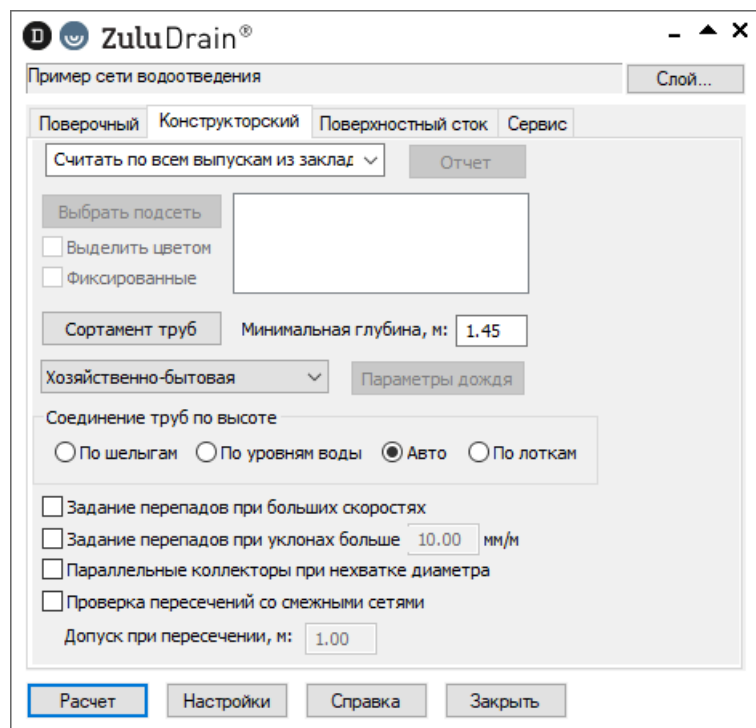 D ZuluDrain®
Пример сети водоотведения
Слой...
Поверочный Конструкторский Поверхностный сток Сервис
Считать по всем выпускам из заклад
Отчет
Выбрать подсеть
Выделить цветом
Фиксированные
Сортамент труб Минимальная глубина, м: 1.45
Хозяйственно-бытовая Параметры дождя
Соединение труб по высоте
По шелыгам По уровням воды Авто По лоткам
Задание перепадов при больших скоростях
Задание перепадов при уклонах больше 10.00 мм/м
Параллельные коллекторы при нехватке диаметра
Проверка пересечений со смежными сетями
Допуск при пересечении, м: 1.00
Расчет Настройки Справка Закрыть